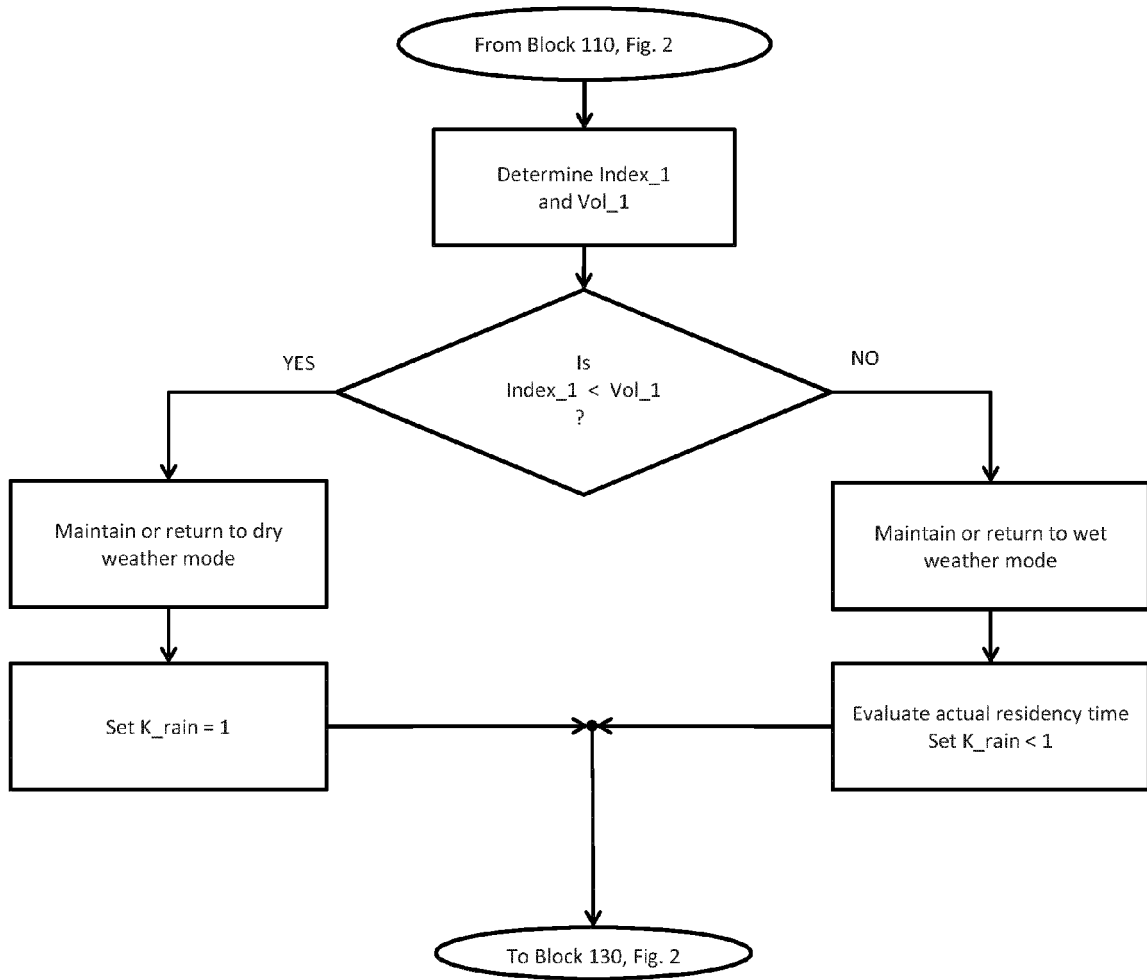 From Block 110, Fig. 2
Determine Index_1
and Vol_1
YES
Is
Index_1 < Vol_1
?
NO
Maintain or return to dry
weather mode
Maintain or return to wet
weather mode
Set K_rain = 1
Evaluate actual residency time
Set K_rain < 1
To Block 130, Fig. 2